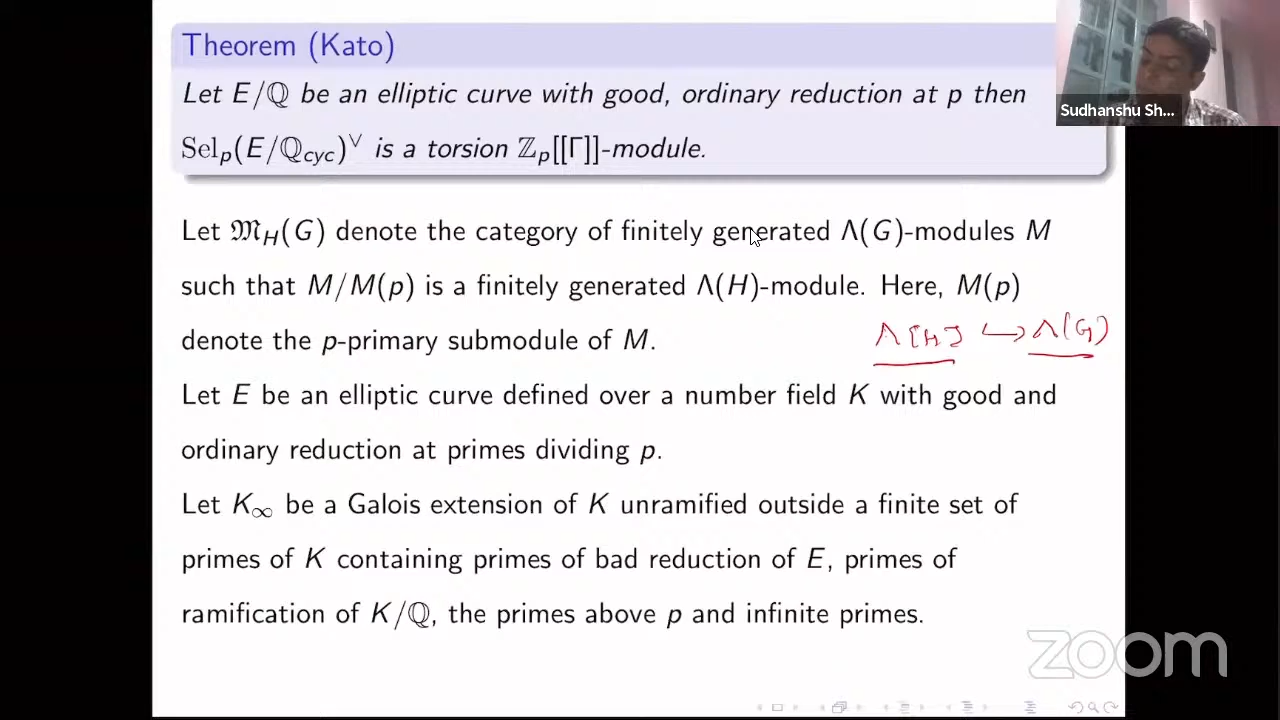 Theorem (Kato)
Let E/ℚ be an elliptic curve with good, ordinary reduction at p then
Sel_p(E/ℚ_cyc)^∨ is a torsion ℤ_p[[Γ]]-module.
Sudhanshu Sh...
Let 𝔐_H(G) denote the category of finitely generated Λ(G)-modules M
such that M/M(p) is a finitely generated Λ(H)-module. Here, M(p)
denote the p-primary submodule of M.
Λ[H] ↪ Λ(G)
Let E be an elliptic curve defined over a number field K with good and
ordinary reduction at primes dividing p.
Let K_∞ be a Galois extension of K unramified outside a finite set of
primes of K containing primes of bad reduction of E, primes of
ramification of K/ℚ, the primes above p and infinite primes.
zoom